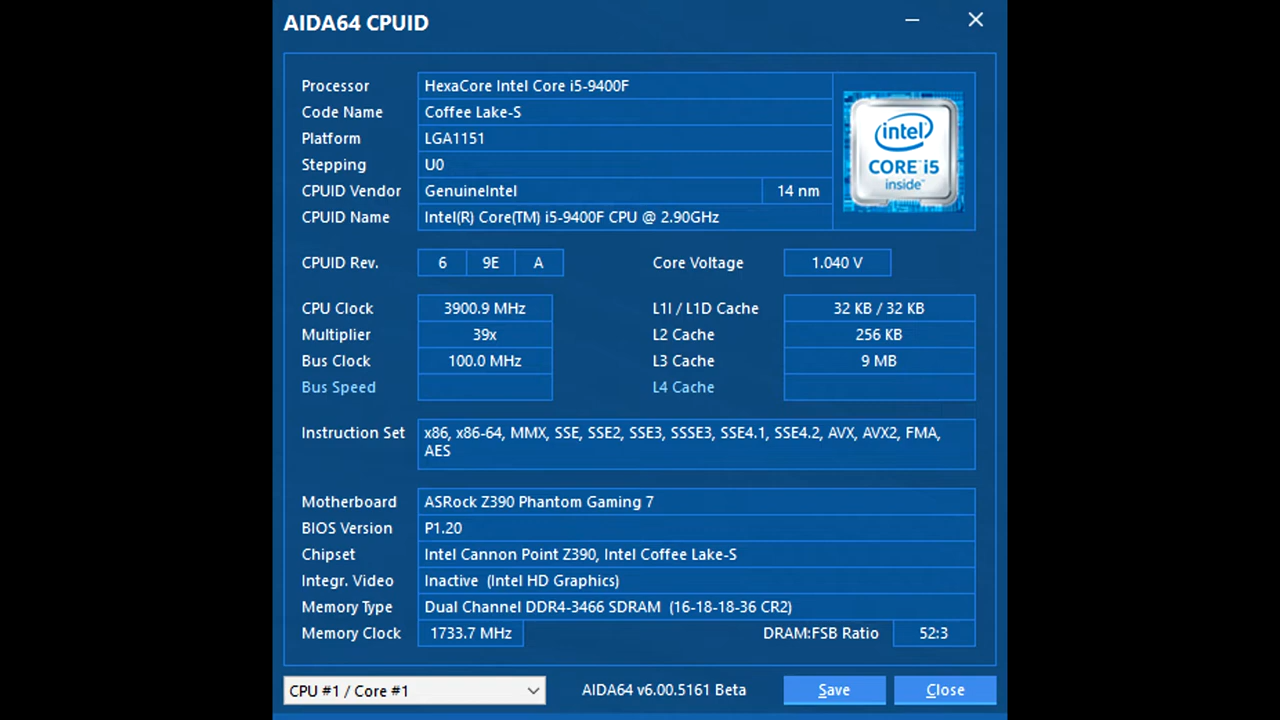 AIDA64 CPUID
Processor HexaCore Intel Core i5-9400F
Code Name Coffee Lake-S
Platform LGA1151
Stepping U0
CPUID Vendor GenuineIntel 14 nm
CPUID Name Intel(R) Core(TM) i5-9400F CPU @ 2.90GHz
intel
CORE i5
inside™
CPUID Rev. 6 9E A Core Voltage 1.040 V
CPU Clock 3900.9 MHz L1I / L1D Cache 32 KB / 32 KB
Multiplier 39x L2 Cache 256 KB
Bus Clock 100.0 MHz L3 Cache 9 MB
Bus Speed L4 Cache
Instruction Set x86, x86-64, MMX, SSE, SSE2, SSE3, SSSE3, SSE4.1, SSE4.2, AVX, AVX2, FMA,
AES
Motherboard ASRock Z390 Phantom Gaming 7
BIOS Version P1.20
Chipset Intel Cannon Point Z390, Intel Coffee Lake-S
Integr. Video Inactive (Intel HD Graphics)
Memory Type Dual Channel DDR4-3466 SDRAM (16-18-18-36 CR2)
Memory Clock 1733.7 MHz DRAM:FSB Ratio 52:3
CPU #1 / Core #1 AIDA64 v6.00.5161 Beta Save Close